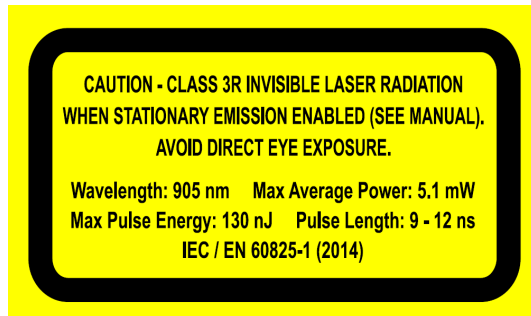 CAUTION - CLASS 3R INVISIBLE LASER RADIATION
WHEN STATIONARY EMISSION ENABLED (SEE MANUAL).
AVOID DIRECT EYE EXPOSURE.
Wavelength: 905 nm Max Average Power: 5.1 mW
Max Pulse Energy: 130 nJ Pulse Length: 9 - 12 ns
IEC / EN 60825-1 (2014)